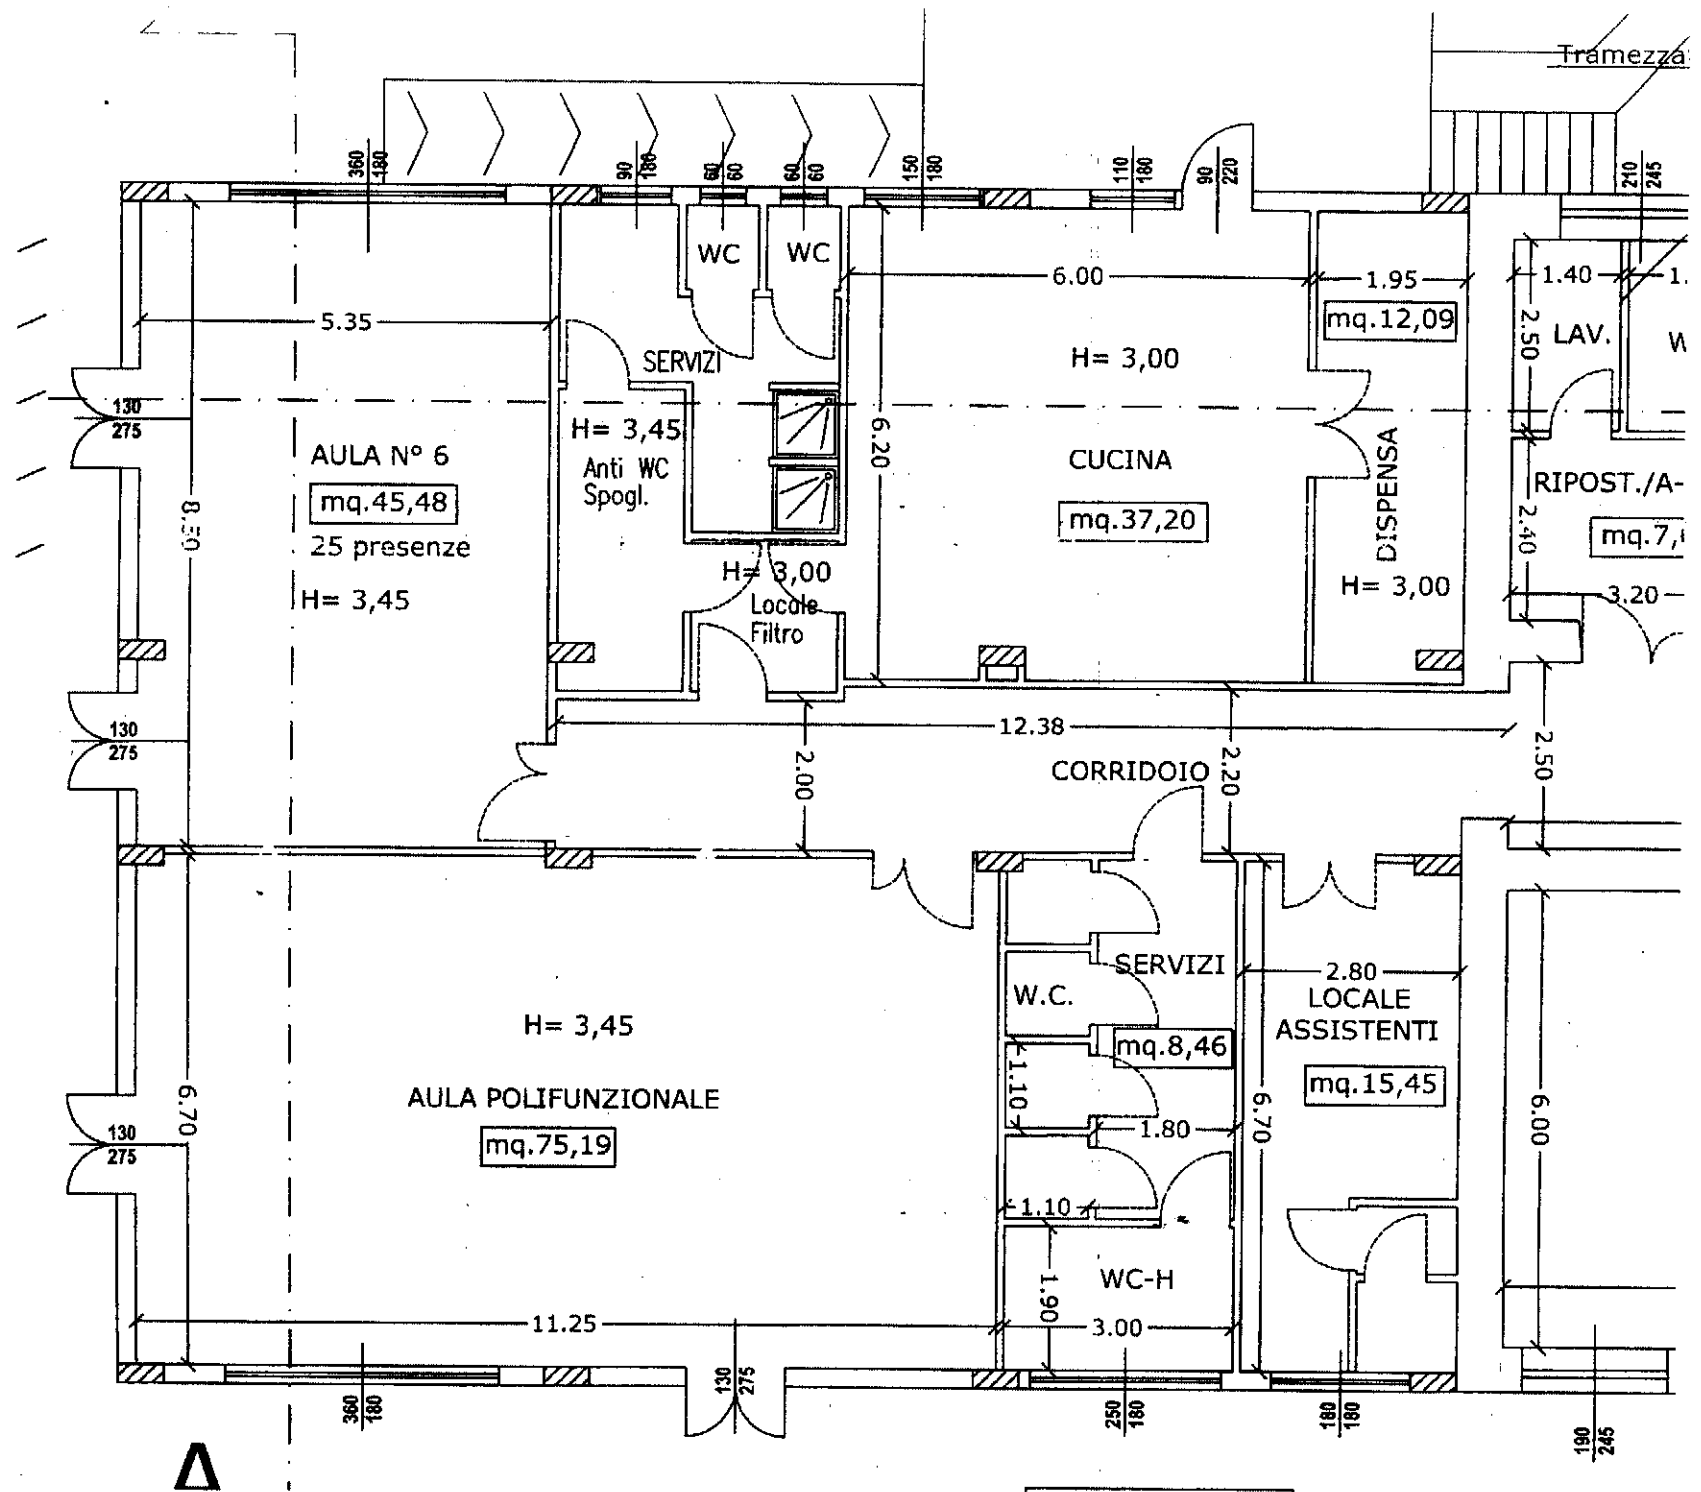 Tramezza
360
180
90
180
60
60
60
60
150
180
110
180
90
220
210
245
WC
WC
6.00
1.95
1.40
1.
5.35
mq.12,09
2.50
LAV.
SERVIZI
H= 3,00
130
275
H= 3,45
6.20
AULA N° 6
Anti WC
Spogl.
CUCINA
DISPENSA
RIPOST./A-
mq.45,48
mq.37,20
2.40
mq.7,
25 presenze
H= 3,00
H= 3,00
H= 3,45
Locale
Filtro
3.20
130
275
12.38
2.00
2.20
2.50
CORRIDOIO
SERVIZI
2.80
W.C.
LOCALE
ASSISTENTI
H= 3,45
mq.8,46
mq.15,45
6.70
AULA POLIFUNZIONALE
1.10
6.00
130
275
mq.75,19
1.80
6.70
1.10
WC-H
1.90
11.25
3.00
360
180
130
275
250
180
180
180
190
245